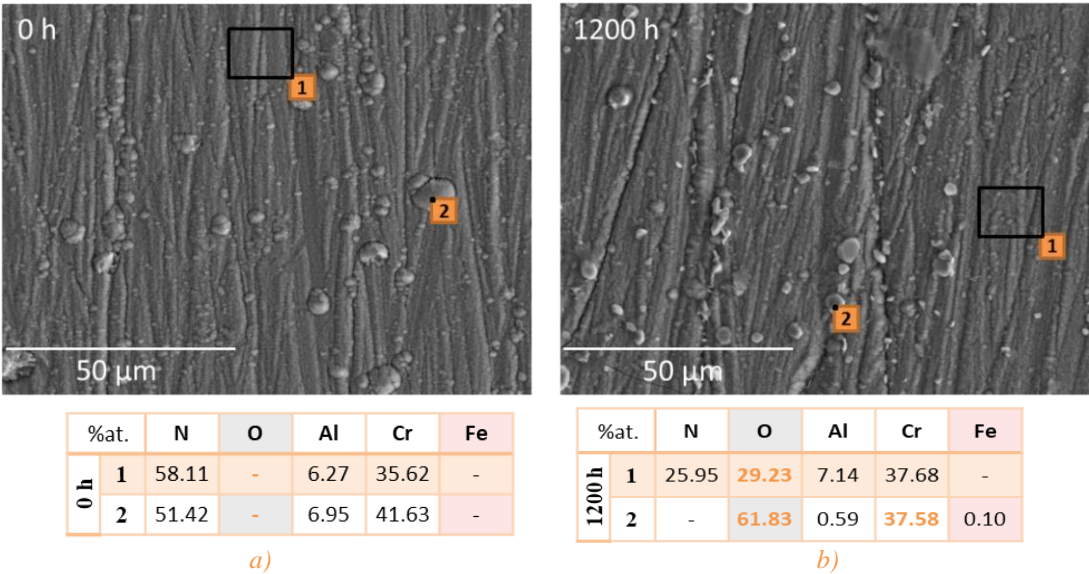 0 h
1
2
50 µm
1200 h
1
2
50 µm
%at. N O Al Cr Fe
0 h
1 58.11 - 6.27 35.62 -
2 51.42 - 6.95 41.63 -
a)
%at. N O Al Cr Fe
1200 h
1 25.95 29.23 7.14 37.68 -
2 - 61.83 0.59 37.58 0.10
b)